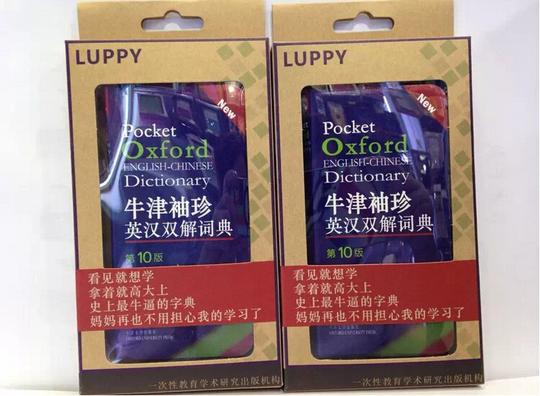 LUPPY
New
Pocket
Oxford
ENGLISH-CHINESE
Dictionary
牛津袖珍
英汉双解词典
第10版
看见就想学
拿着就高大上
史上最牛逼的字典
妈妈再也不用担心我的学习了
OXFORD UNIVERSITY PRESS
一次性教育学术研究出版机构
LUPPY
New
Pocket
Oxford
ENGLISH-CHINESE
Dictionary
牛津袖珍
英汉双解词典
第10版
看见就想学
拿着就高大上
史上最牛逼的字典
妈妈再也不用担心我的学习了
OXFORD UNIVERSITY PRESS
一次性教育学术研究出版机构